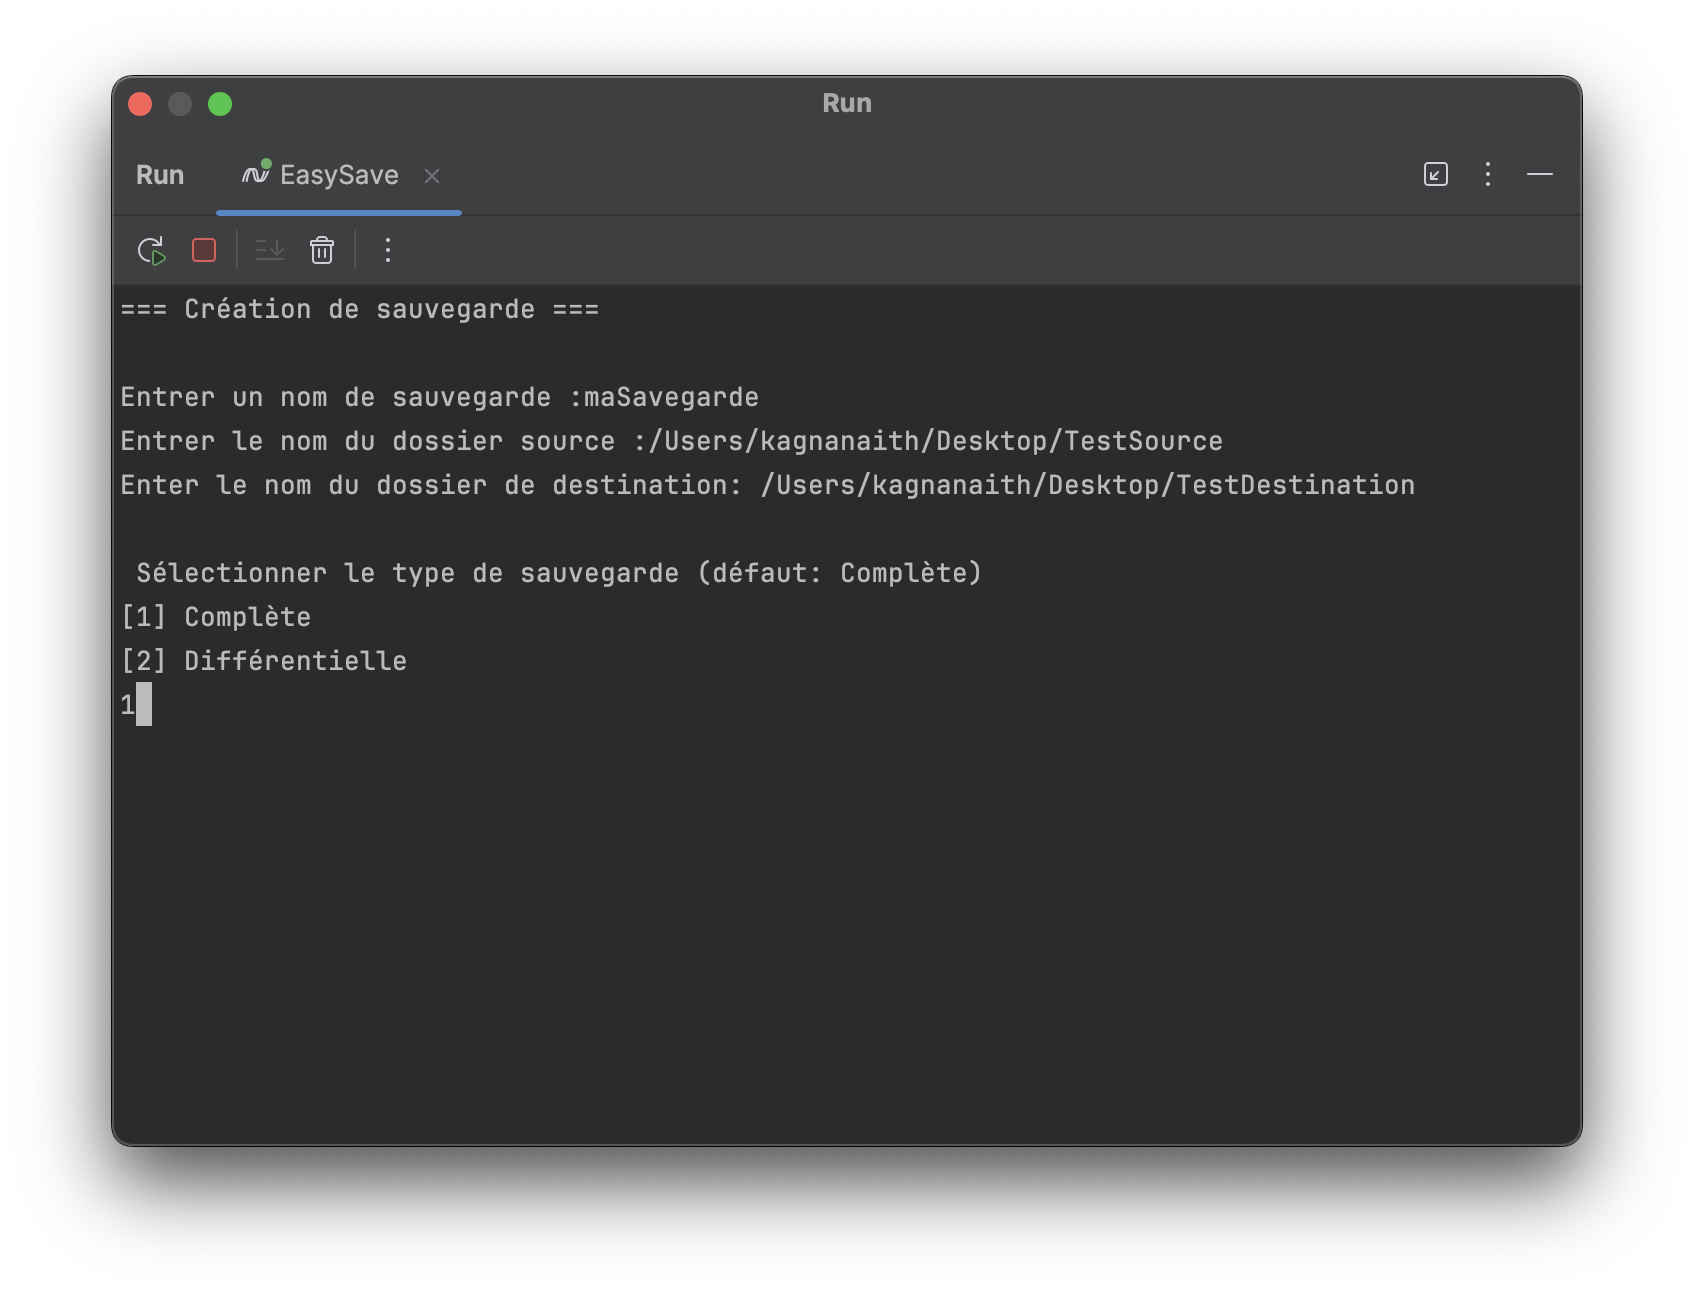 Run
Run
EasySave
=== Création de sauvegarde ===
Entrer un nom de sauvegarde :maSavegarde
Entrer le nom du dossier source :/Users/kagnanaith/Desktop/TestSource
Enter le nom du dossier de destination: /Users/kagnanaith/Desktop/TestDestination
Sélectionner le type de sauvegarde (défaut: Complète)
[1] Complète
[2] Différentielle
1